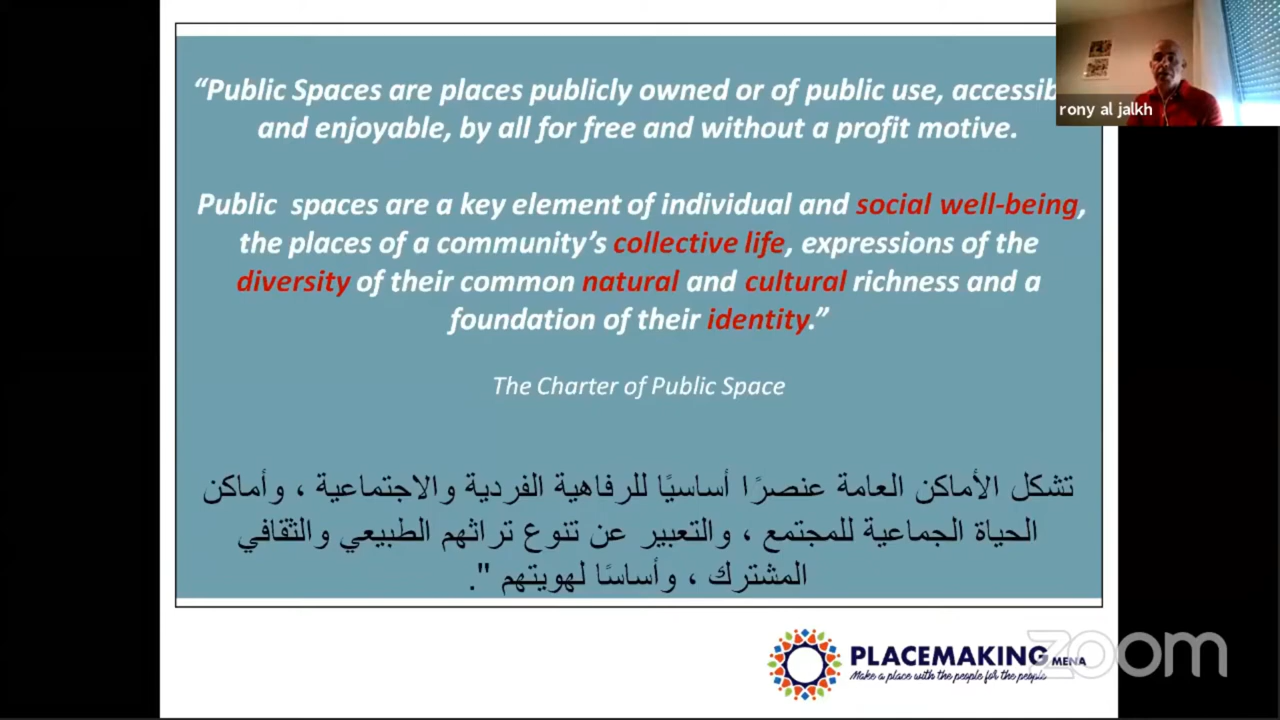 “Public Spaces are places publicly owned or of public use,
and enjoyable, by all for free and without a profit motive.
Public spaces are a key element of individual and social well-being,
the places of a community’s collective life, expressions of the
diversity of their common natural and cultural richness and a
foundation of their identity.”
The Charter of Public Space
تشكل الأماكن العامة عنصرًا أساسيًا للرفاهية الفردية والاجتماعية ، وأماكن
الحياة الجماعية للمجتمع ، والتعبير عن تنوع تراثهم الطبيعي والثقافي
المشترك ، وأساسًا لهويتهم ".
rony al jalkh
PLACEMAKING MENA
Make a place with the people for the people
zoom